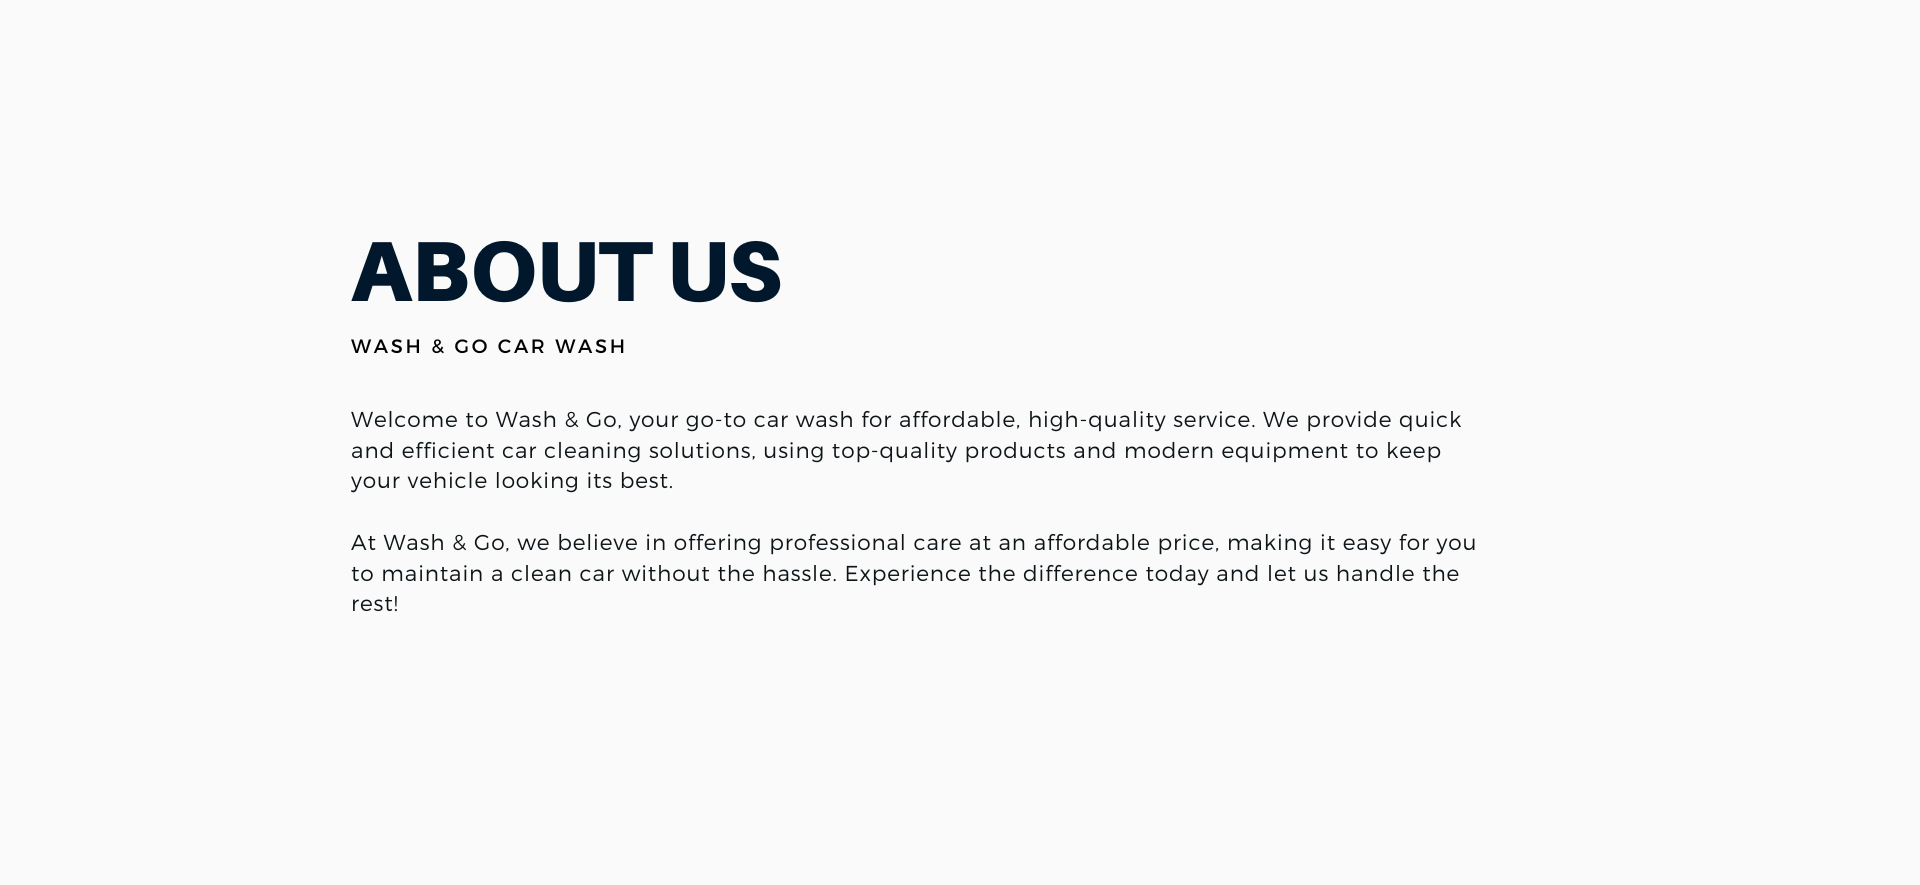 ABOUT US
WASH & GO CAR WASH
Welcome to Wash & Go, your go-to car wash for affordable, high-quality service. We provide quick
and efficient car cleaning solutions, using top-quality products and modern equipment to keep
your vehicle looking its best.
At Wash & Go, we believe in offering professional care at an affordable price, making it easy for you
to maintain a clean car without the hassle. Experience the difference today and let us handle the
rest!